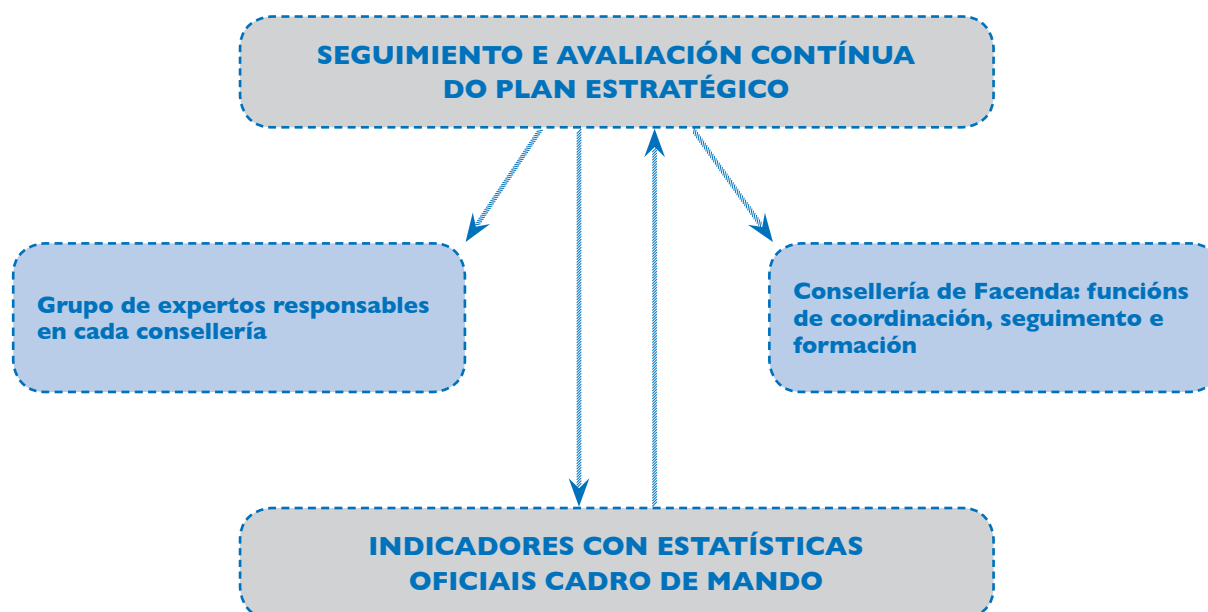 SEGUIMIENTO E AVALIACIÓN CONTÍNUA
DO PLAN ESTRATÉGICO
Grupo de expertos responsables
en cada consellería
Consellería de Facenda: funcións
de coordinación, seguimento e
formación
INDICADORES CON ESTATÍSTICAS
OFICIAIS CADRO DE MANDO